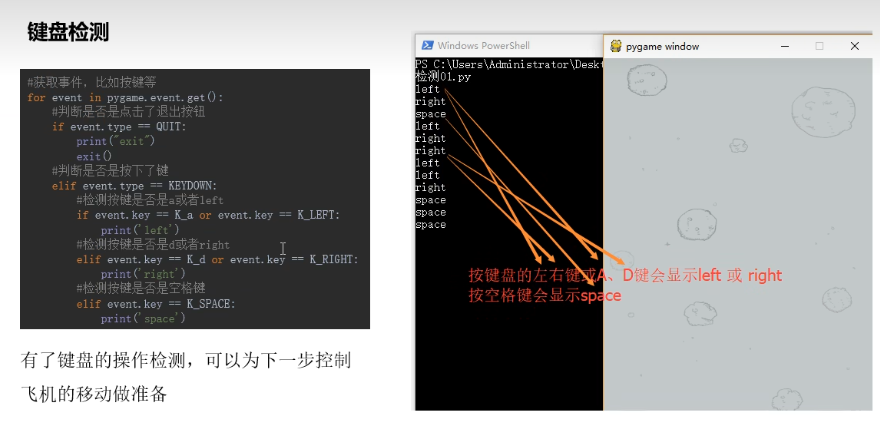 键盘检测
#获取事件，比如按键等
for event in pygame.event.get():
#判断是否是点击了退出按钮
if event.type == QUIT:
print("exit")
exit()
#判断是否是按下了键
elif event.type == KEYDOWN:
#检测按键是否是a或者left
if event.key == K_a or event.key == K_LEFT:
print('left')
#检测按键是否是d或者right
elif event.key == K_d or event.key == K_RIGHT:
print('right')
#检测按键是否是空格键
elif event.key == K_SPACE:
print('space')
有了键盘的操作检测，可以为下一步控制
飞机的移动做准备
Windows PowerShell
PS C:\Users\Administrator\Deskt
检测01.py
left
right
space
left
right
right
left
left
right
space
space
space
pygame window
按键盘的左右键或A、D键会显示left 或 right
按空格键会显示space